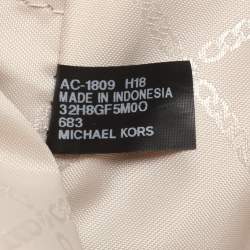 AC-1809 H18
MADE IN INDONESIA
32H8GF5M0O
683
MICHAEL KORS